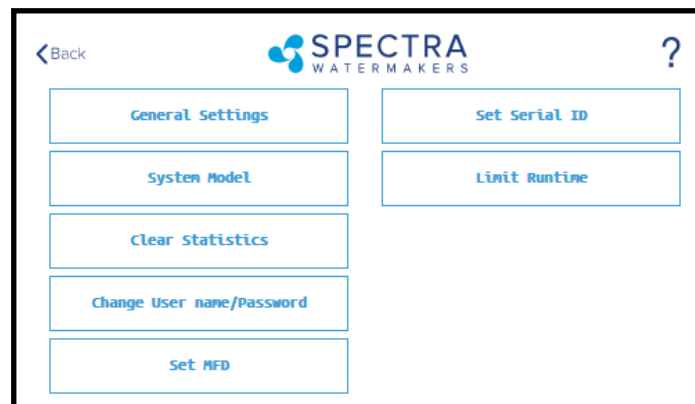 Back
SPECTRA
WATERMAKERS
?
General Settings
Set Serial ID
System Model
Limit Runtime
Clear Statistics
Change User name/Password
Set MFD